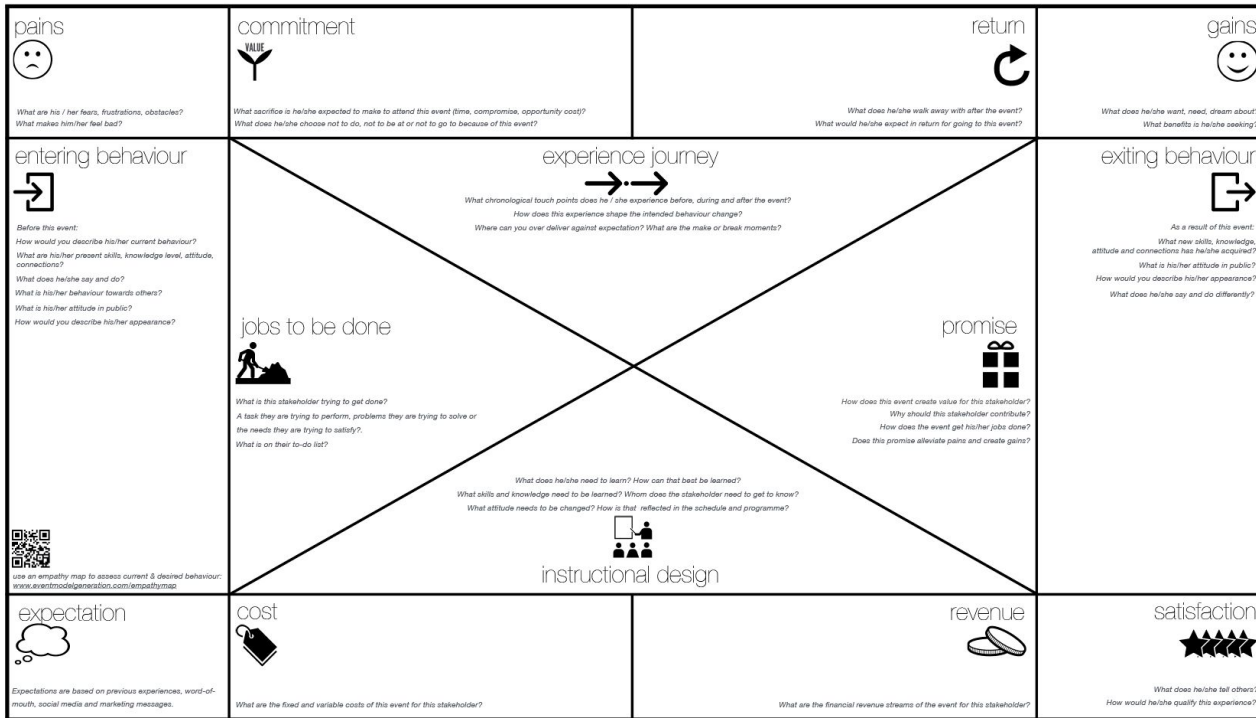 pains
What are his / her fears, frustrations, obstacles?
What makes him/her feel bad?
commitment
VALUE
What sacrifice is he/she expected to make to attend this event (time, compromise, opportunity cost)?
What does he/she choose not to do, not to be at or not to go to because of this event?
return
What does he/she walk away with after the event?
What would he/she expect in return for going to this event?
gains
What does he/she want, need, dream about?
What benefits is he/she seeking?
entering behaviour
Before this event:
How would you describe his/her current behaviour?
What are his/her present skills, knowledge level, attitude,
connections?
What does he/she say and do?
What is his/her behaviour towards others?
What is his/her attitude in public?
How would you describe his/her appearance?
use an empathy map to assess current & desired behaviour:
www.eventmodelgeneration.com/empathymap
experience journey
What chronological touch points does he / she experience before, during and after the event?
How does this experience shape the intended behaviour change?
Where can you over deliver against expectation? What are the make or break moments?
jobs to be done
What is this stakeholder trying to get done?
A task they are trying to perform, problems they are trying to solve or
the needs they are trying to satisfy?.
What is on their to-do list?
promise
How does this event create value for this stakeholder?
Why should this stakeholder contribute?
How does the event get his/her jobs done?
Does this promise alleviate pains and create gains?
What does he/she need to learn? How can that best be learned?
What skills and knowledge need to be learned? Whom does the stakeholder need to get to know?
What attitude needs to be changed? How is that reflected in the schedule and programme?
instructional design
exiting behaviour
As a result of this event:
What new skills, knowledge,
attitude and connections has he/she acquired?
What is his/her attitude in public?
How would you describe his/her appearance?
What does he/she say and do differently?
expectation
Expectations are based on previous experiences, word-of-
mouth, social media and marketing messages.
cost
What are the fixed and variable costs of this event for this stakeholder?
revenue
What are the financial revenue streams of the event for this stakeholder?
satisfaction
What does he/she tell others?
How would he/she qualify this experience?